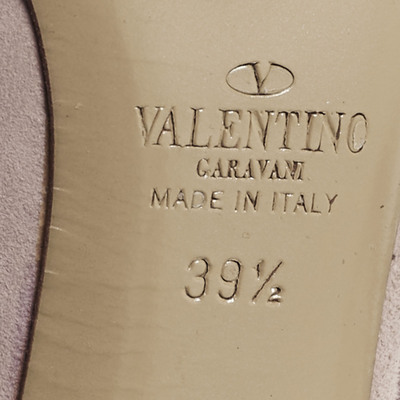 V
VALENTINO
GARAVANI
MADE IN ITALY
39½